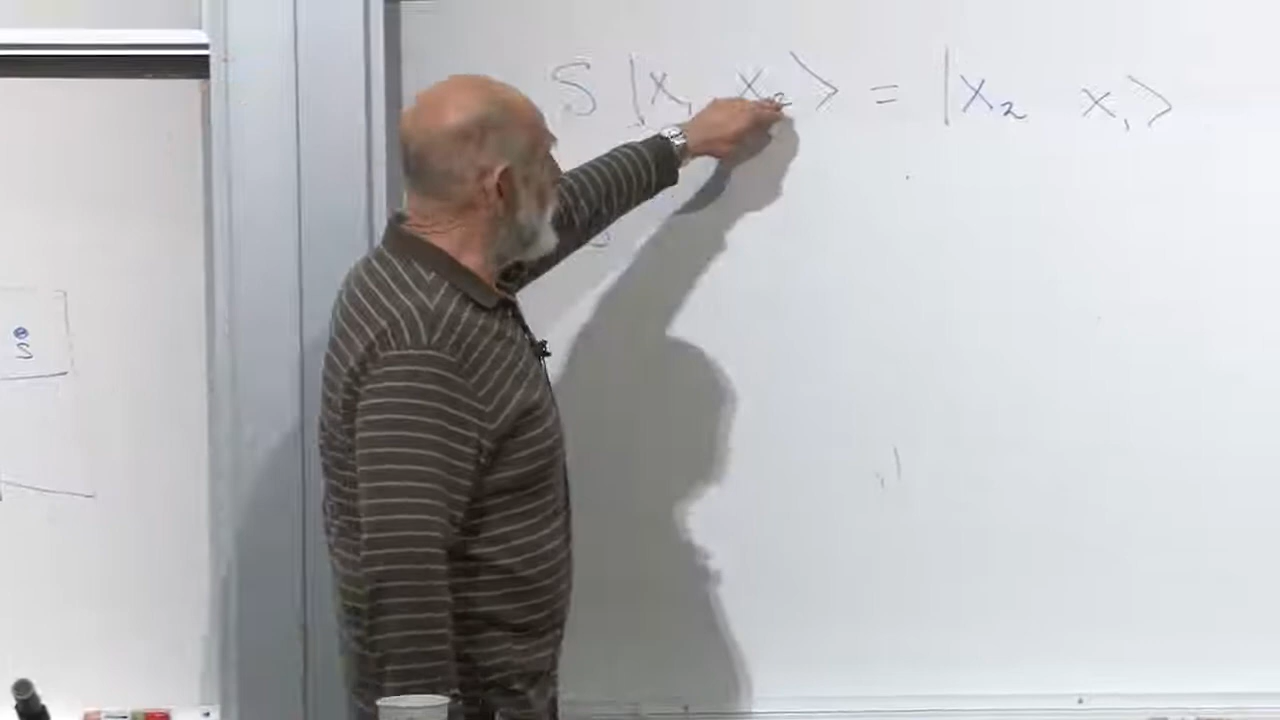 S |x₁ x₂⟩ = |x₂ x₁⟩